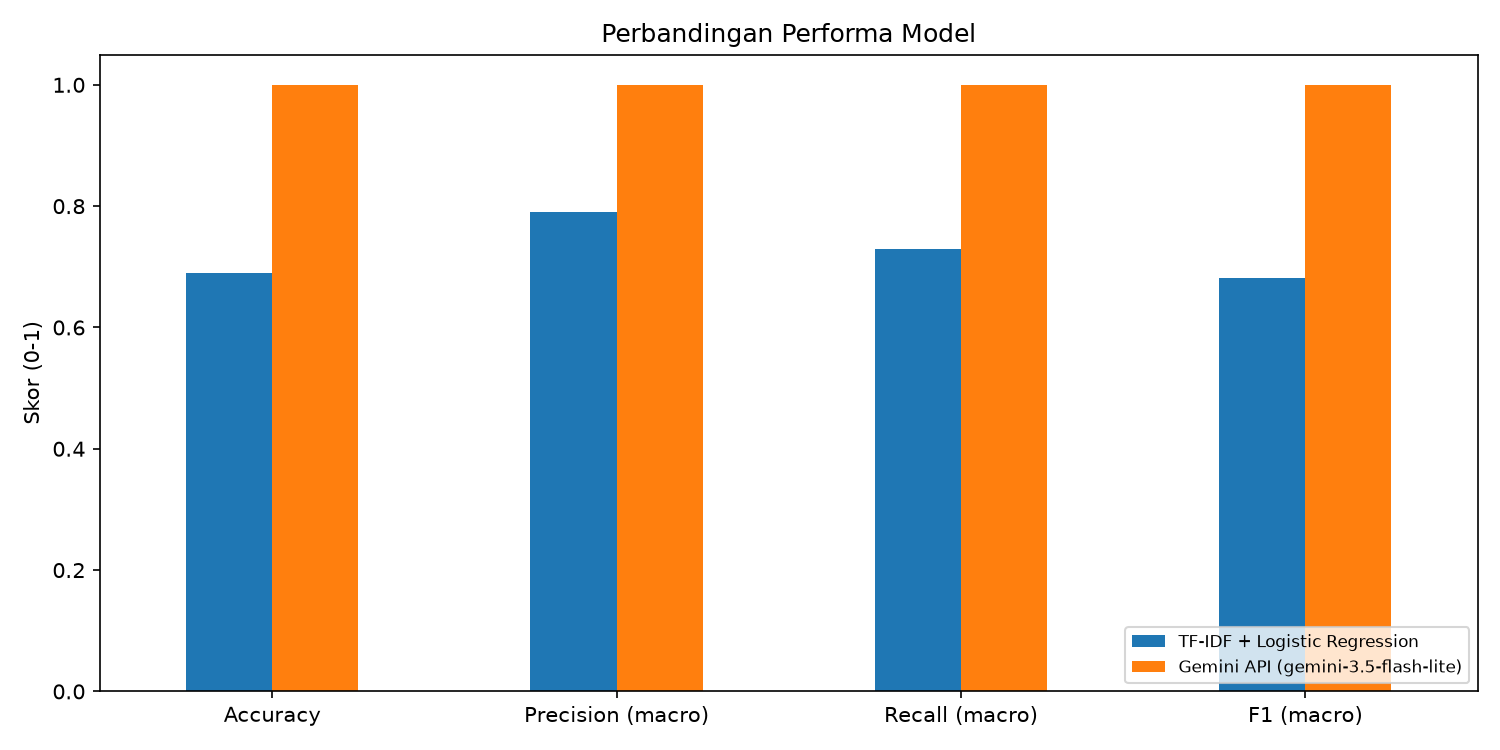 Perbandingan Performa Model
Skor (0-1)
1.0
0.8
0.6
0.4
0.2
0.0
Accuracy
Precision (macro)
Recall (macro)
F1 (macro)
TF-IDF + Logistic Regression
Gemini API (gemini-3.5-flash-lite)